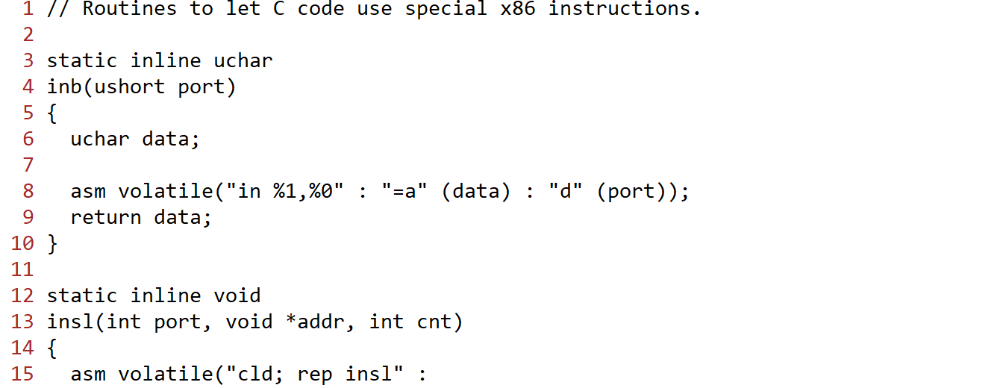 1 // Routines to let C code use special x86 instructions.
2
3 static inline uchar
4 inb(ushort port)
5 {
6   uchar data;
7
8   asm volatile("in %1,%0" : "=a" (data) : "d" (port));
9   return data;
10 }
11
12 static inline void
13 insl(int port, void *addr, int cnt)
14 {
15   asm volatile("cld; rep insl" :